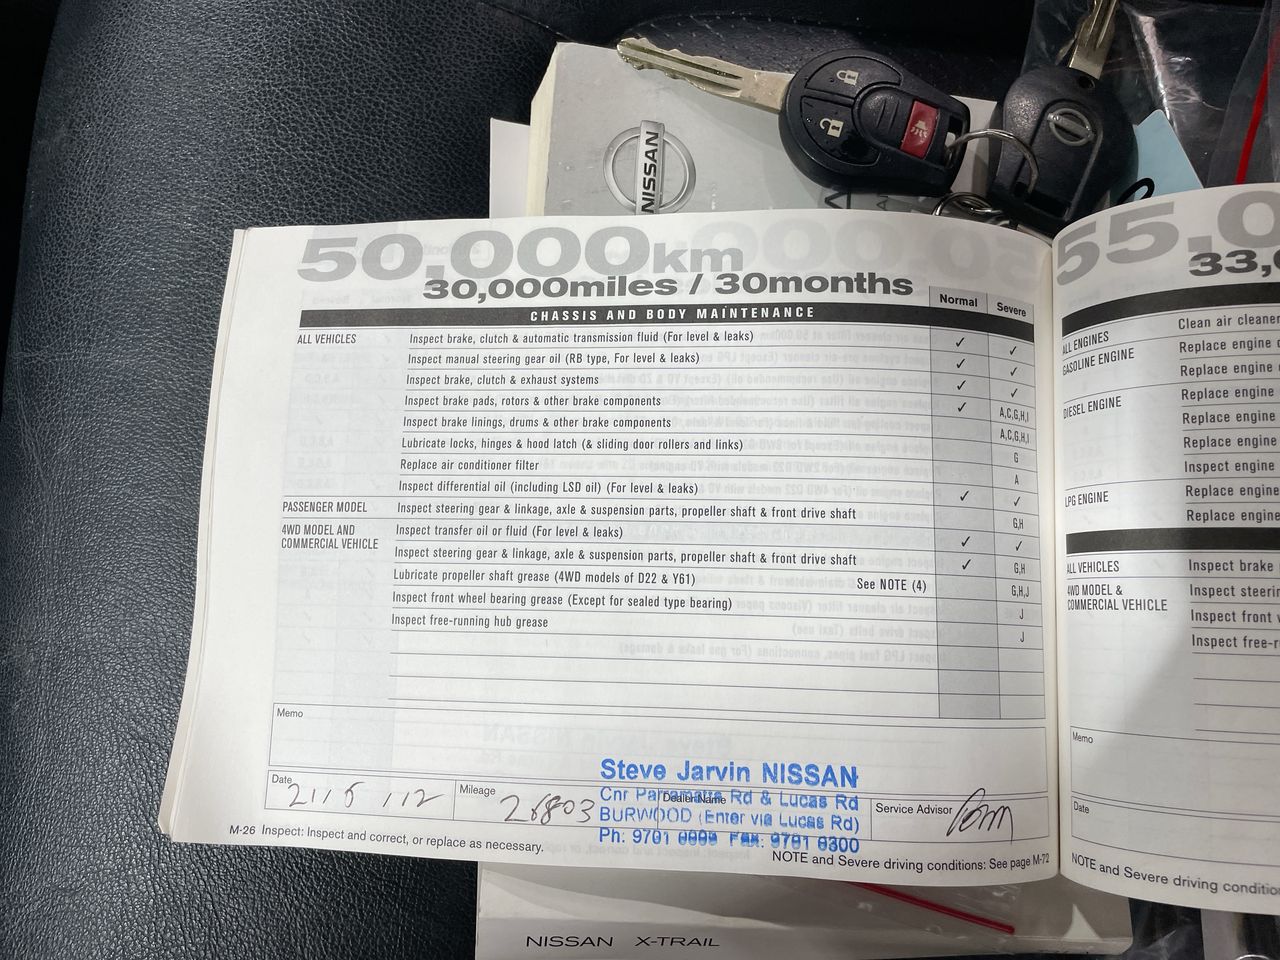 NISSAN
50,000km
30,000miles / 30months
Normal Severe
CHASSIS AND BODY MAINTENANCE
ALL VEHICLES Inspect brake, clutch & automatic transmission fluid (For level & leaks) ✓ ✓
Inspect manual steering gear oil (RB type, For level & leaks) ✓ ✓
Inspect brake, clutch & exhaust systems ✓ ✓
Inspect brake pads, rotors & other brake components ✓ A,C,G,H,I
Inspect brake linings, drums & other brake components A,C,G,H,I
Lubricate locks, hinges & hood latch (& sliding door rollers and links) G
Replace air conditioner filter A
Inspect differential oil (including LSD oil) (For level & leaks) ✓ ✓
PASSENGER MODEL Inspect steering gear & linkage, axle & suspension parts, propeller shaft & front drive shaft G,H
4WD MODEL AND COMMERCIAL VEHICLE Inspect transfer oil or fluid (For level & leaks) ✓ ✓
Inspect steering gear & linkage, axle & suspension parts, propeller shaft & front drive shaft ✓ G,H
Lubricate propeller shaft grease (4WD models of D22 & Y61) See NOTE (4) G,H,J
Inspect front wheel bearing grease (Except for sealed type bearing) J
Inspect free-running hub grease J
Memo
Steve Jarvin NISSAN
Cnr Parramatta Rd & Lucas Rd
BURWOOD (Enter via Lucas Rd)
Ph: 9701 0099 Fax: 9701 0300
Date 21 / 5 / 12
Mileage 26803
Dealer Name
Service Advisor
M-26 Inspect: Inspect and correct, or replace as necessary.
NOTE and Severe driving conditions: See page M-72
55,0
33,
ALL ENGINES Clean air cleaner
GASOLINE ENGINE Replace engine
Replace engine
DIESEL ENGINE Replace engine
Replace engine
Replace engine
Inspect engine
LPG ENGINE Replace engine
Replace engine
ALL VEHICLES Inspect brake
4WD MODEL & COMMERCIAL VEHICLE Inspect steerin
Inspect front
Inspect free-r
Memo
Date
NOTE and Severe driving conditio
NISSAN X-TRAIL